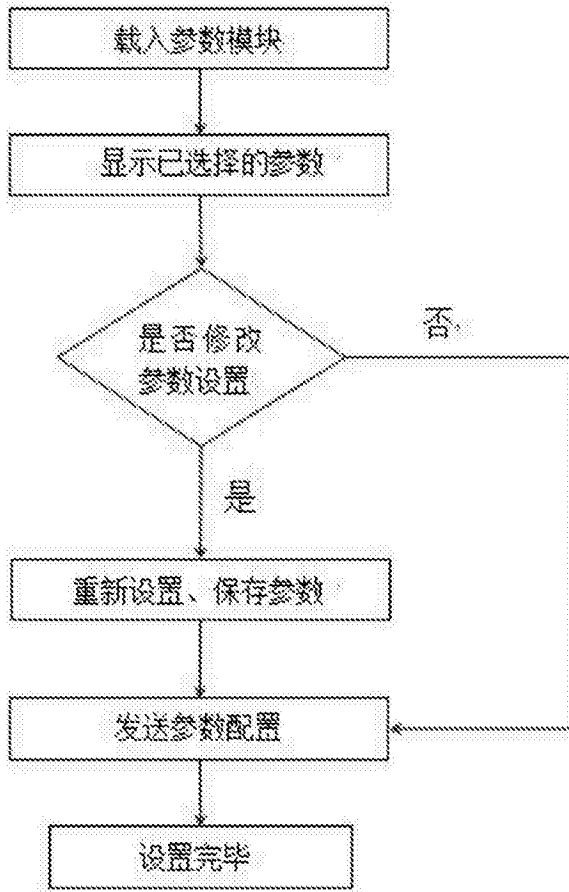 载入参数模块
显示已选择的参数
是否修改
参数设置
否
是
重新设置、保存参数
发送参数配置
设置完毕